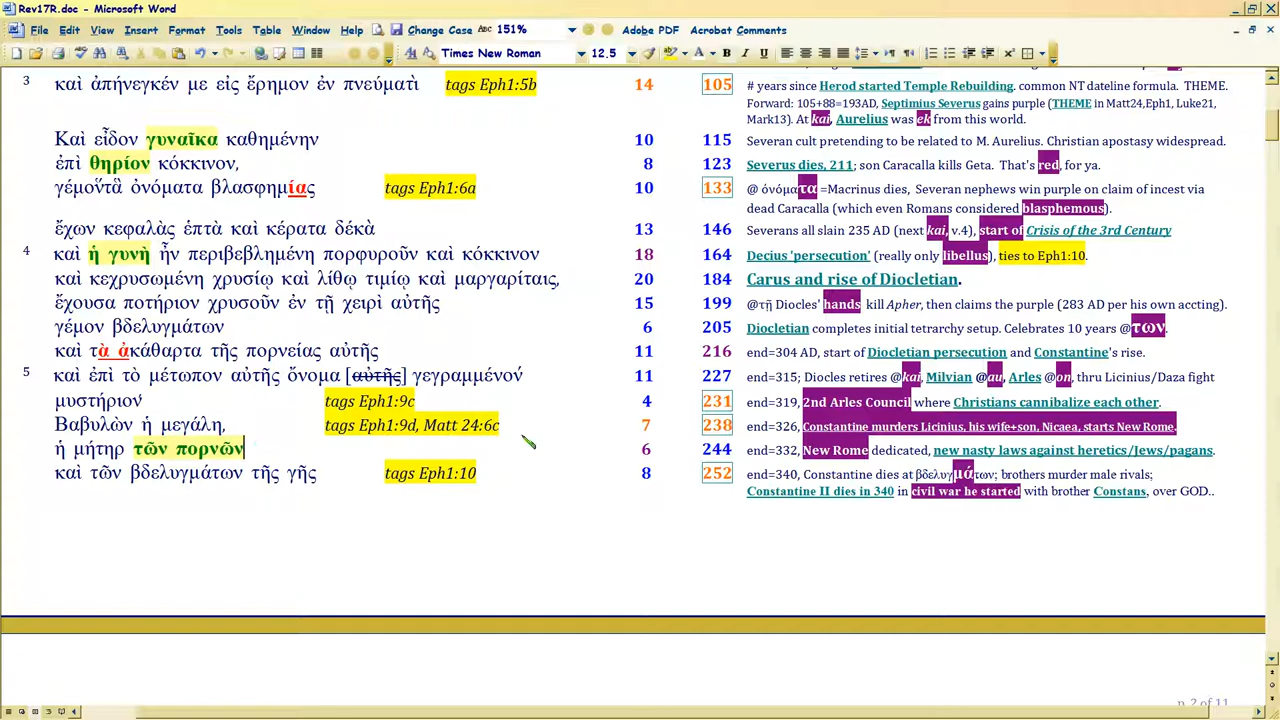 Rev17R.doc - Microsoft Word
File Edit View Insert Format Tools Table Window Help Change Case ABC 151% Adobe PDF Acrobat Comments
Times New Roman 12.5 B I U
3 καὶ ἀπήνεγκέν με εἰς ἔρημον ἐν πνεύματὶ tags Eph1:5b 14 105 # years since Herod started Temple Rebuilding. common NT dateline formula. THEME.
Forward: 105+88=193AD, Septimius Severus gains purple (THEME in Matt24,Eph1, Luke21,
Mark13). At kai, Aurelius was ek from this world.
Καὶ εἶδον γυναῖκα καθημένην 10 115 Severan cult pretending to be related to M. Aurelius. Christian apostasy widespread.
ἐπὶ θηρίον κόκκινον, 8 123 Severus dies, 211; son Caracalla kills Geta. That's red, for ya.
γέμοντὰ ὀνόματα βλασφημίας tags Eph1:6a 10 133 @ όνόματα =Macrinus dies, Severan nephews win purple on claim of incest via
dead Caracalla (which even Romans considered blasphemous).
ἔχων κεφαλὰς ἑπτὰ καὶ κέρατα δέκὰ 13 146 Severans all slain 235 AD (next kai, v.4), start of Crisis of the 3rd Century
4 καὶ ἡ γυνὴ ἦν περιβεβλημένη πορφυροῦν καὶ κόκκινον 18 164 Decius 'persecution' (really only libellus), ties to Eph1:10.
καὶ κεχρυσωμένη χρυσίῳ καὶ λίθῳ τιμίῳ καὶ μαργαρίταις, 20 184 Carus and rise of Diocletian.
ἔχουσα ποτήριον χρυσοῦν ἐν τῇ χειρὶ αὐτῆς 15 199 @τῇ Diocles' hands kill Apher, then claims the purple (283 AD per his own accting).
γέμον βδελυγμάτων 6 205 Diocletian completes initial tetrarchy setup. Celebrates 10 years @των.
καὶ τὰ ἀκάθαρτα τῆς πορνείας αὐτῆς 11 216 end=304 AD, start of Diocletian persecution and Constantine's rise.
5 καὶ ἐπὶ τὸ μέτωπον αὐτῆς ὄνομα [αὐτῆς] γεγραμμένον́ 11 227 end=315; Diocles retires @kai, Milvian @au, Arles @on, thru Licinius/Daza fight
μυστήριον tags Eph1:9c 4 231 end=319, 2nd Arles Council where Christians cannibalize each other.
Βαβυλὼν ἡ μεγάλη, tags Eph1:9d, Matt 24:6c 7 238 end=326, Constantine murders Licinius, his wife+son, Nicaea, starts New Rome.
ἡ μήτηρ τῶν πορνῶν 6 244 end=332, New Rome dedicated, new nasty laws against heretics/Jews/pagans.
καὶ τῶν βδελυγμάτων τῆς γῆς tags Eph1:10 8 252 end=340, Constantine dies at βδελυγμάτων; brothers murder male rivals;
Constantine II dies in 340 in civil war he started with brother Constans, over GOD..
p. 2 of 11